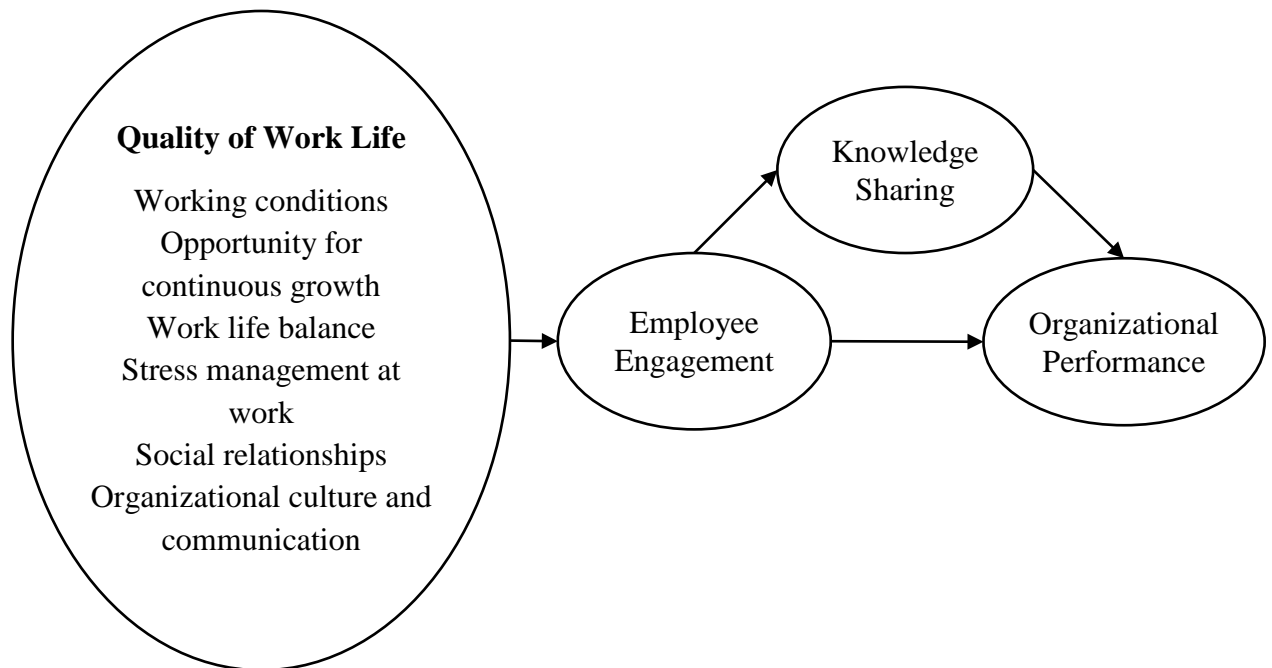 Quality of Work Life
Working conditions
Opportunity for
continuous growth
Work life balance
Stress management at
work
Social relationships
Organizational culture and
communication
Employee
Engagement
Knowledge
Sharing
Organizational
Performance